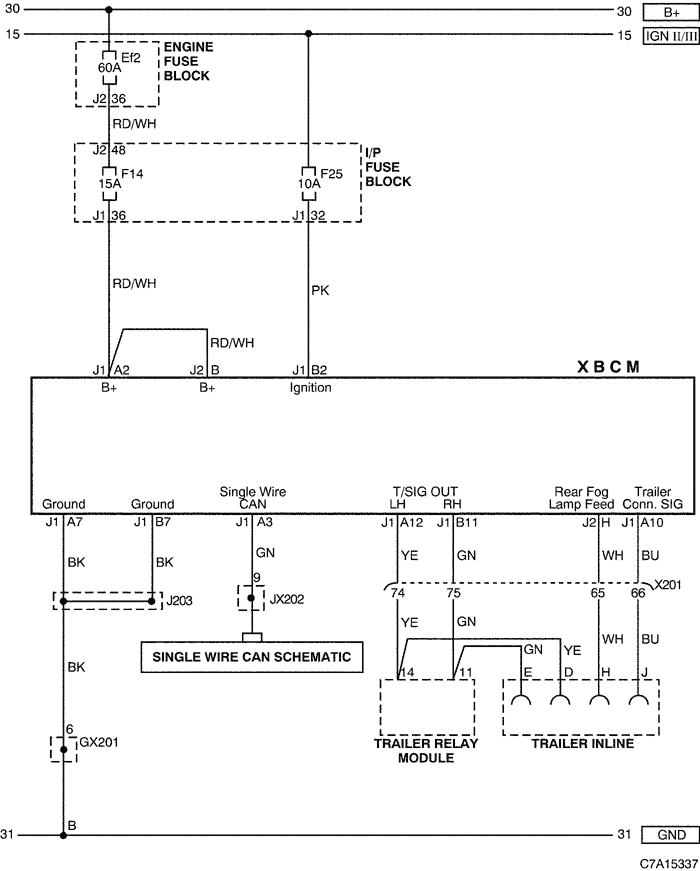 30 30 B+
15 15 IGN II/III
Ef2
60A
ENGINE
FUSE
BLOCK
J2 36
RD/WH
J2 48
I/P
FUSE
BLOCK
F14
15A
F25
10A
J1 36
J1 32
RD/WH
PK
RD/WH
XBCM
J1 A2
J2 B
J1 B2
B+
B+
Ignition
Ground
Ground
Single Wire
CAN
T/SIG OUT
LH RH
Rear Fog
Lamp Feed
Trailer
Conn. SIG
J1 A7
J1 B7
J1 A3
J1 A12
J1 B11
J2 H
J1 A10
BK
BK
GN
YE
GN
WH
BU
9
X201
74
75
65
66
J203
JX202
YE
GN
WH
BU
GN
YE
SINGLE WIRE CAN SCHEMATIC
BK
14
11
E
D
H
J
6
GX201
TRAILER RELAY
MODULE
TRAILER INLINE
B
31 31 GND
C7A15337